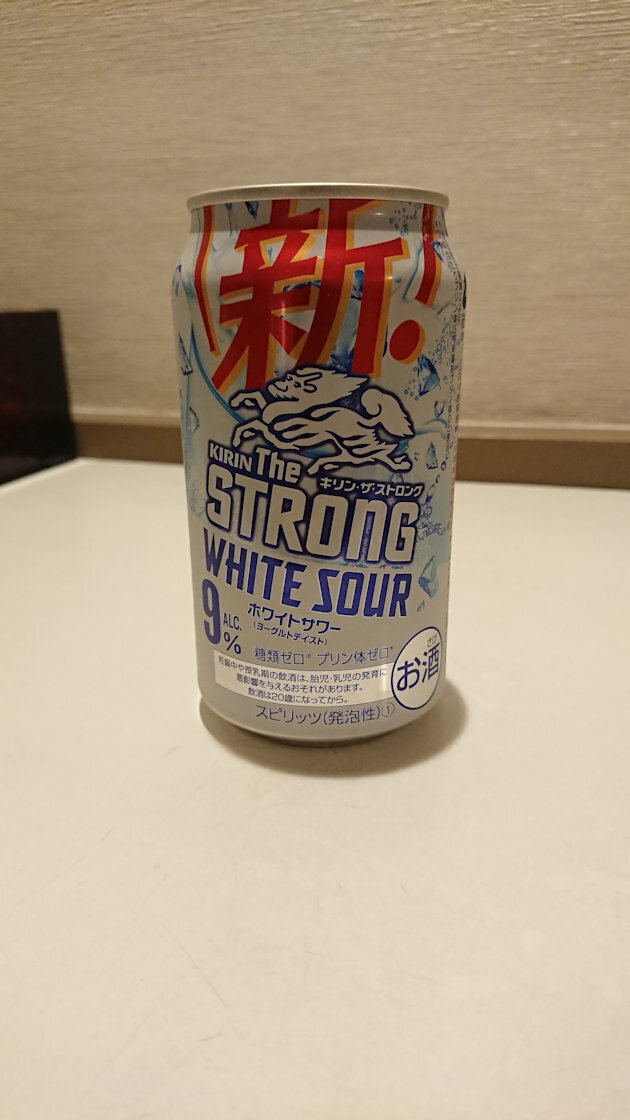 新!
KIRIN The
キリン・ザ・ストロング
STRONG
WHITE SOUR
9% ALC.
ホワイトサワー
(ヨーグルトテイスト)
糖類ゼロ※ プリン体ゼロ※
妊娠中や授乳期の飲酒は、胎児・乳児の発育に
悪影響を与えるおそれがあります。
飲酒は20歳になってから。
さけ
お酒
スピリッツ(発泡性)①